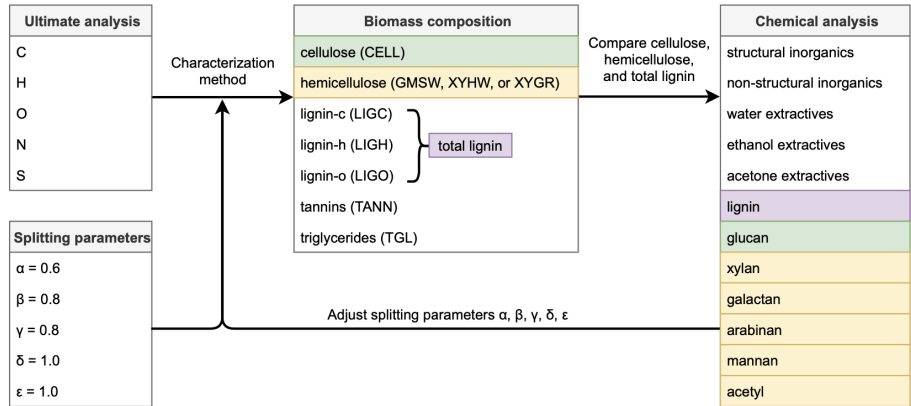 Ultimate analysis
C
H
O
N
S
Splitting parameters
α = 0.6
β = 0.8
γ = 0.8
δ = 1.0
ε = 1.0
Characterization
method
Biomass composition
cellulose (CELL)
hemicellulose (GMSW, XYHW, or XYGR)
lignin-c (LIGC)
lignin-h (LIGH)
lignin-o (LIGO)
total lignin
tannins (TANN)
triglycerides (TGL)
Compare cellulose,
hemicellulose,
and total lignin
Adjust splitting parameters α, β, γ, δ, ε
Chemical analysis
structural inorganics
non-structural inorganics
water extractives
ethanol extractives
acetone extractives
lignin
glucan
xylan
galactan
arabinan
mannan
acetyl